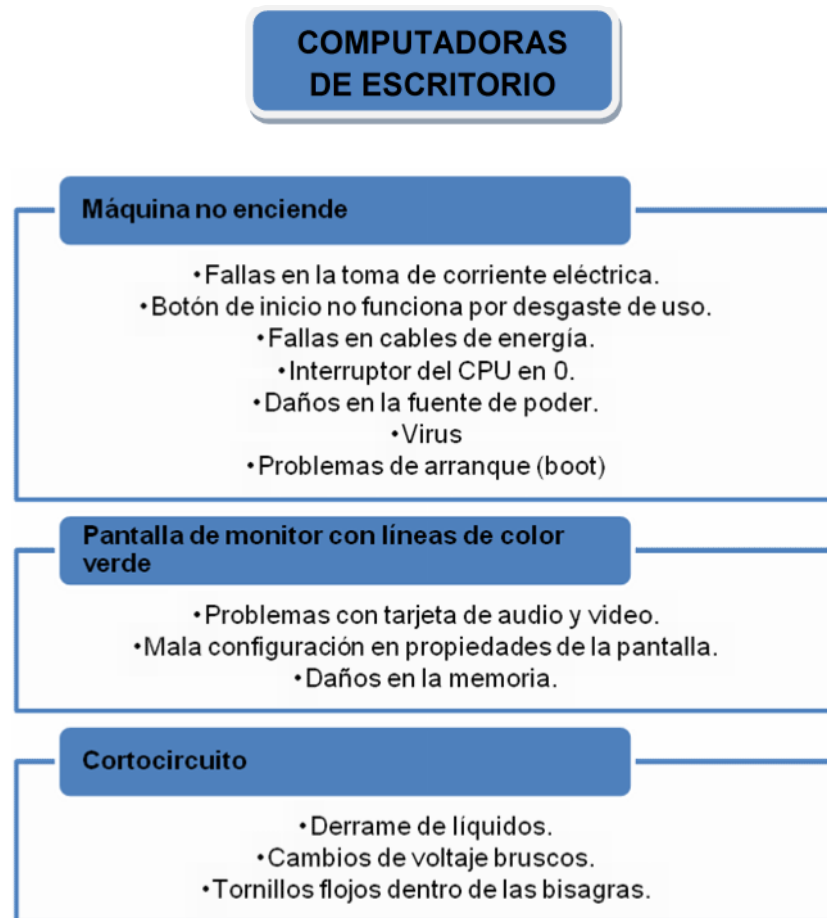 COMPUTADORAS
DE ESCRITORIO
Máquina no enciende
•Fallas en la toma de corriente eléctrica.
•Botón de inicio no funciona por desgaste de uso.
•Fallas en cables de energía.
•Interruptor del CPU en 0.
•Daños en la fuente de poder.
•Virus
•Problemas de arranque (boot)
Pantalla de monitor con líneas de color
verde
•Problemas con tarjeta de audio y video.
•Mala configuración en propiedades de la pantalla.
•Daños en la memoria.
Cortocircuito
•Derrame de líquidos.
•Cambios de voltaje bruscos.
•Tornillos flojos dentro de las bisagras.